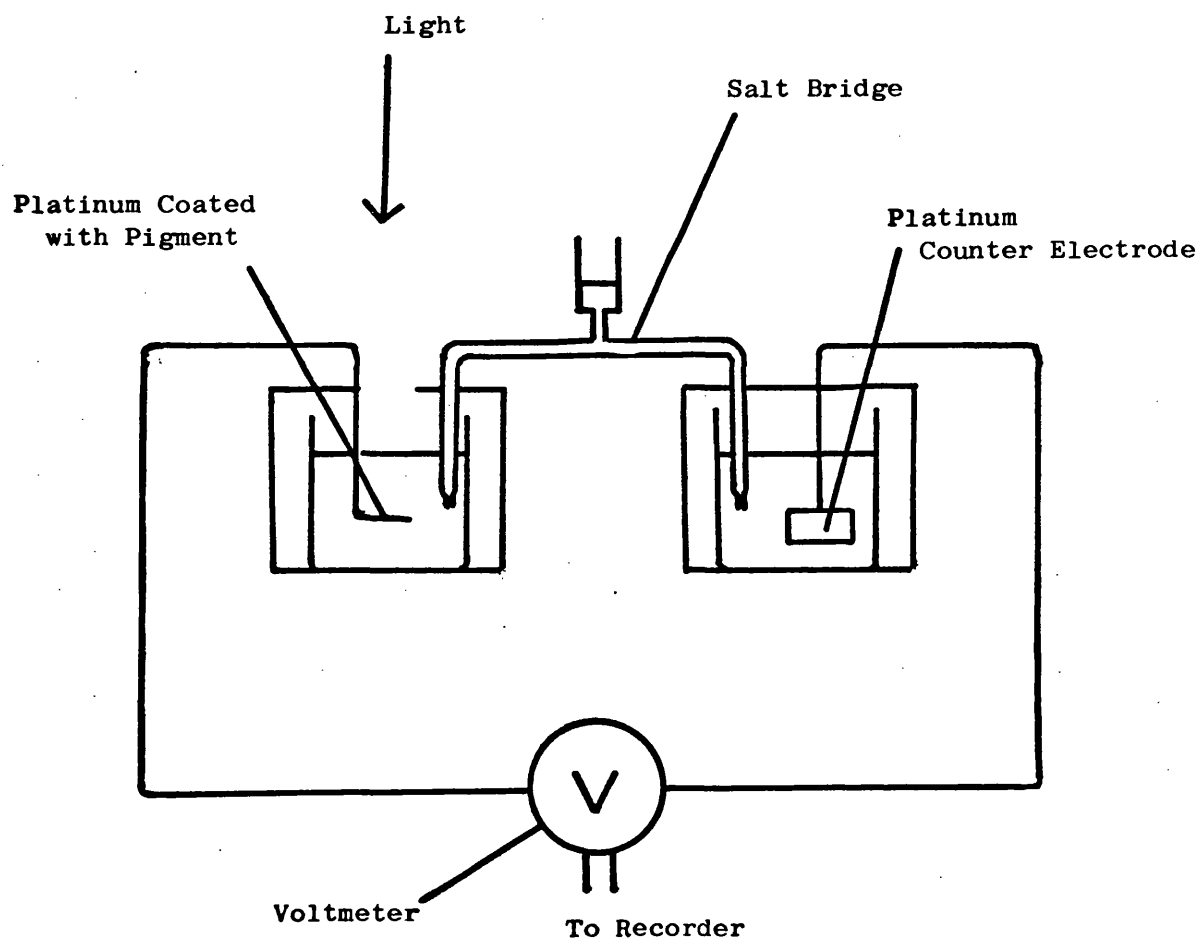 Light
Salt Bridge
Platinum Coated
with Pigment
Platinum
Counter Electrode
V
Voltmeter
To Recorder